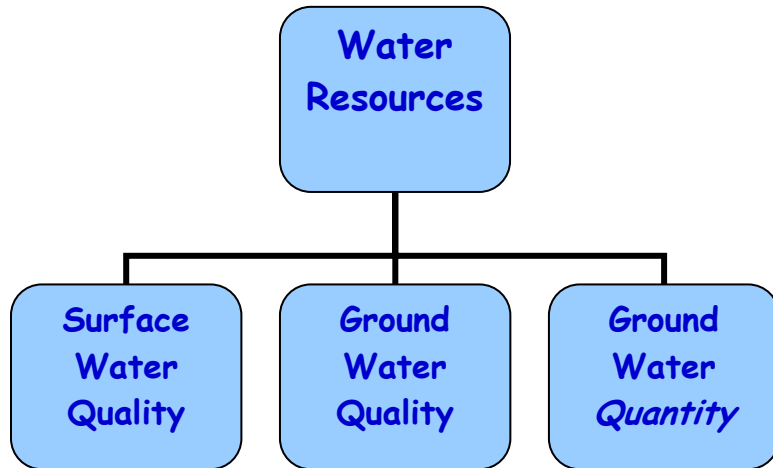 Water
Resources
Surface
Water
Quality
Ground
Water
Quality
Ground
Water
Quantity